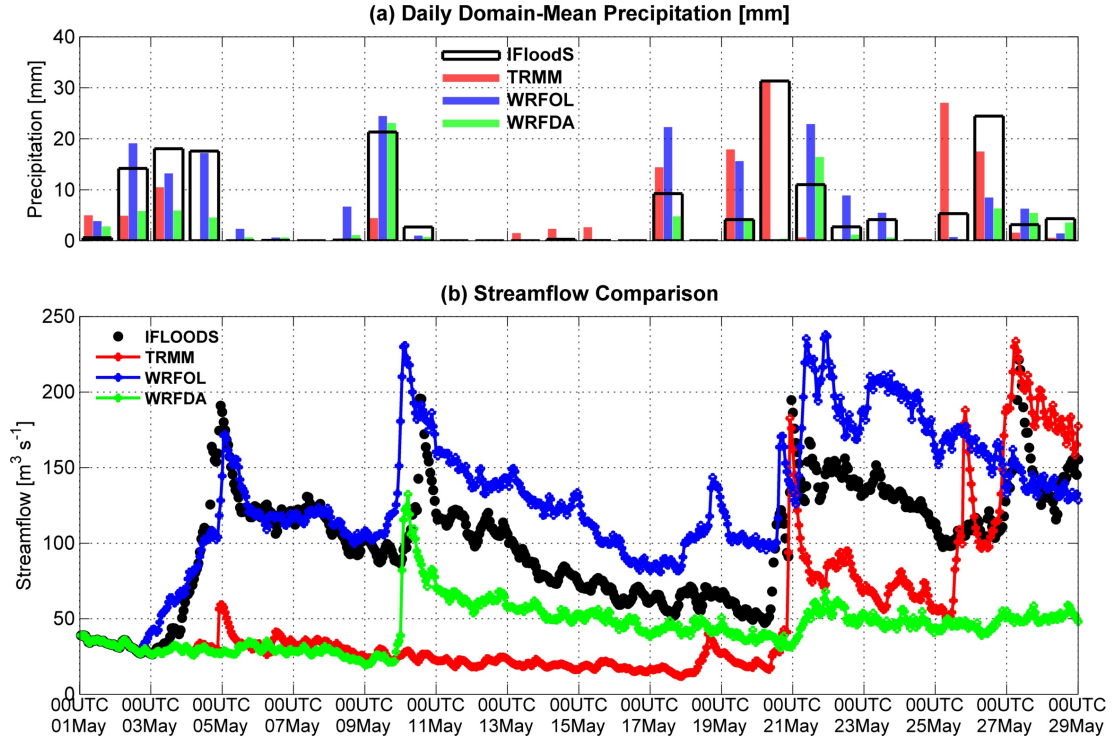 (a) Daily Domain-Mean Precipitation [mm]
Precipitation [mm]
40
30
20
10
0
IFloodS
TRMM
WRFOL
WRFDA
(b) Streamflow Comparison
Streamflow [m³ s⁻¹]
250
200
150
100
50
0
IFLOODS
TRMM
WRFOL
WRFDA
00UTC 00UTC 00UTC 00UTC 00UTC 00UTC 00UTC 00UTC 00UTC 00UTC 00UTC 00UTC 00UTC 00UTC 00UTC
01May 03May 05May 07May 09May 11May 13May 15May 17May 19May 21May 23May 25May 27May 29May